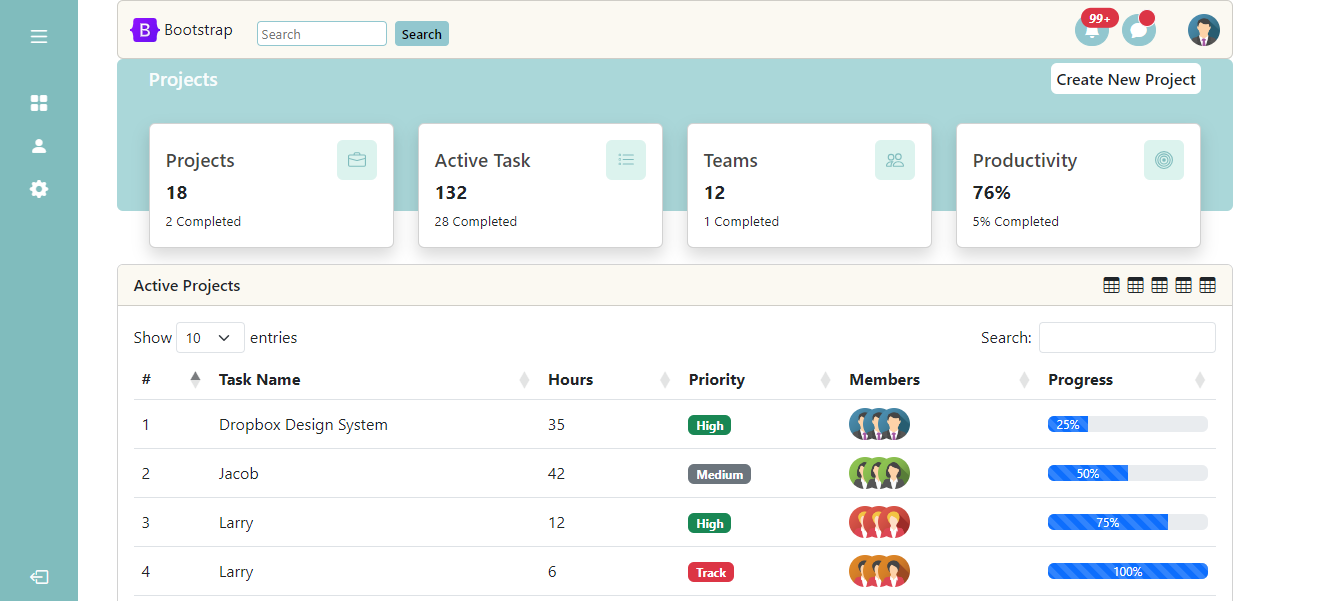 B Bootstrap Search Search 99+
Projects Create New Project
Projects Active Task Teams Productivity
18 132 12 76%
2 Completed 28 Completed 1 Completed 5% Completed
Active Projects
Show 10 entries Search:
# Task Name Hours Priority Members Progress
1 Dropbox Design System 35 High 25%
2 Jacob 42 Medium 50%
3 Larry 12 High 75%
4 Larry 6 Track 100%